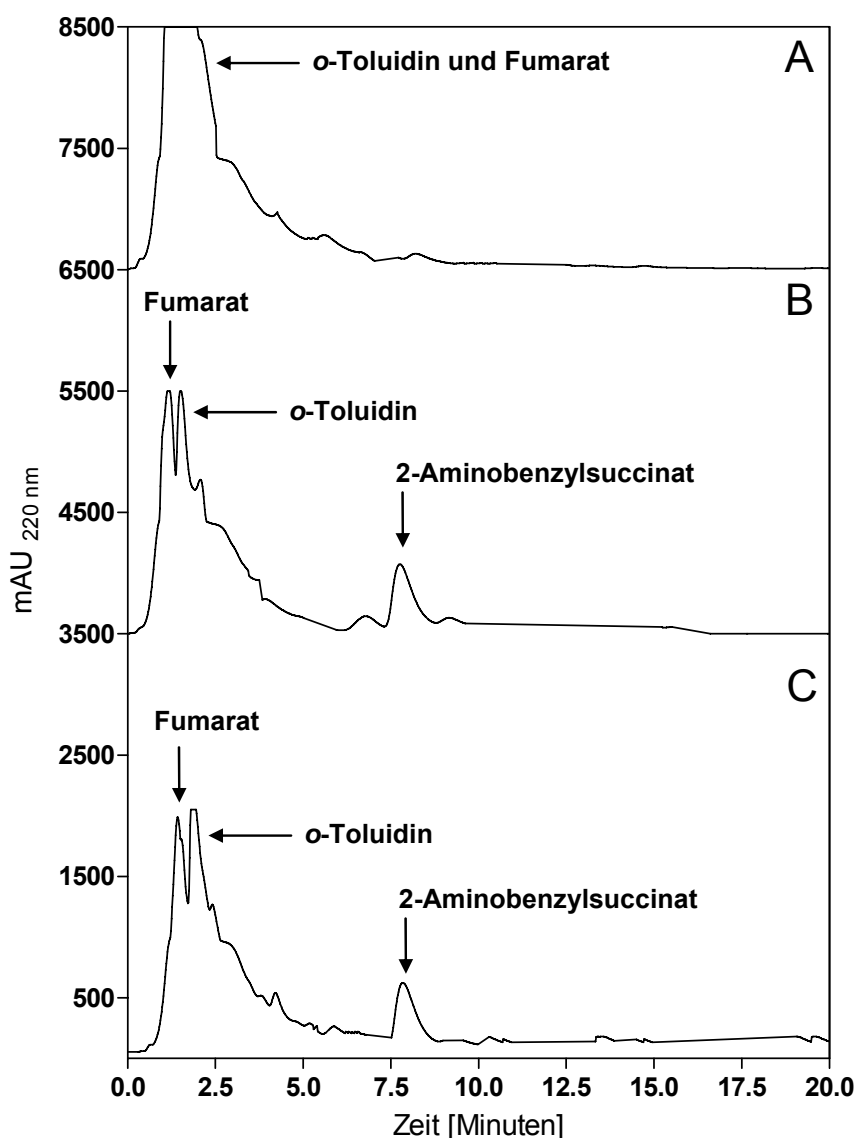 8500
A
o-Toluidin und Fumarat
7500
6500
Fumarat
B
5500
o-Toluidin
2-Aminobenzylsuccinat
4500
mAU 220 nm
3500
C
Fumarat
2500
o-Toluidin
1500
2-Aminobenzylsuccinat
500
0.0 2.5 5.0 7.5 10.0 12.5 15.0 17.5 20.0
Zeit [Minuten]